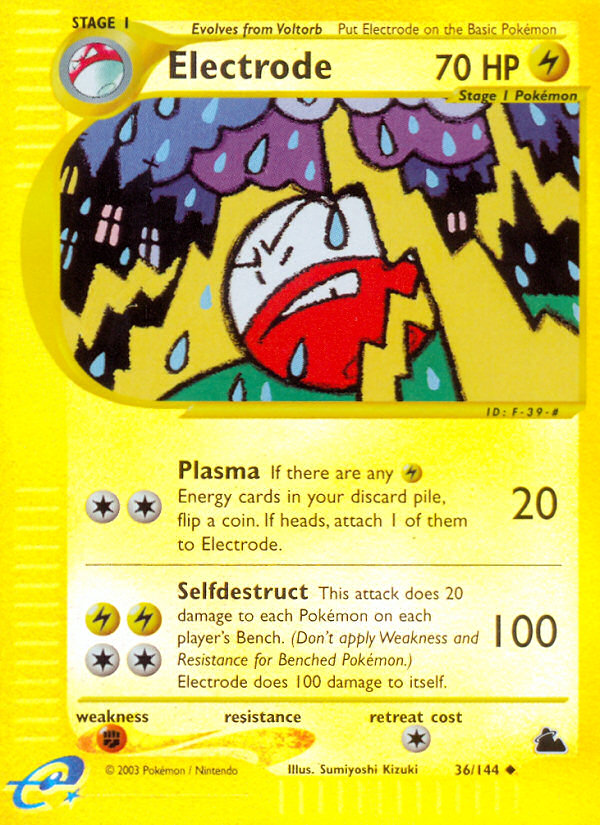 STAGE 1
Evolves from Voltorb Put Electrode on the Basic Pokémon
Electrode 70 HP
Stage 1 Pokémon
ID: F-39-#
Plasma If there are any
Energy cards in your discard pile,
flip a coin. If heads, attach 1 of them
to Electrode.
20
Selfdestruct This attack does 20
damage to each Pokémon on each
player's Bench. (Don't apply Weakness and
Resistance for Benched Pokémon.)
Electrode does 100 damage to itself.
100
weakness resistance retreat cost
© 2003 Pokémon / Nintendo Illus. Sumiyoshi Kizuki 36/144
e